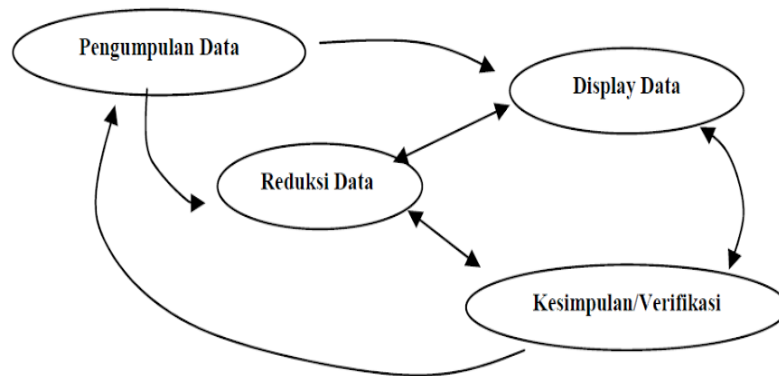 Pengumpulan Data
Display Data
Reduksi Data
Kesimpulan/Verifikasi